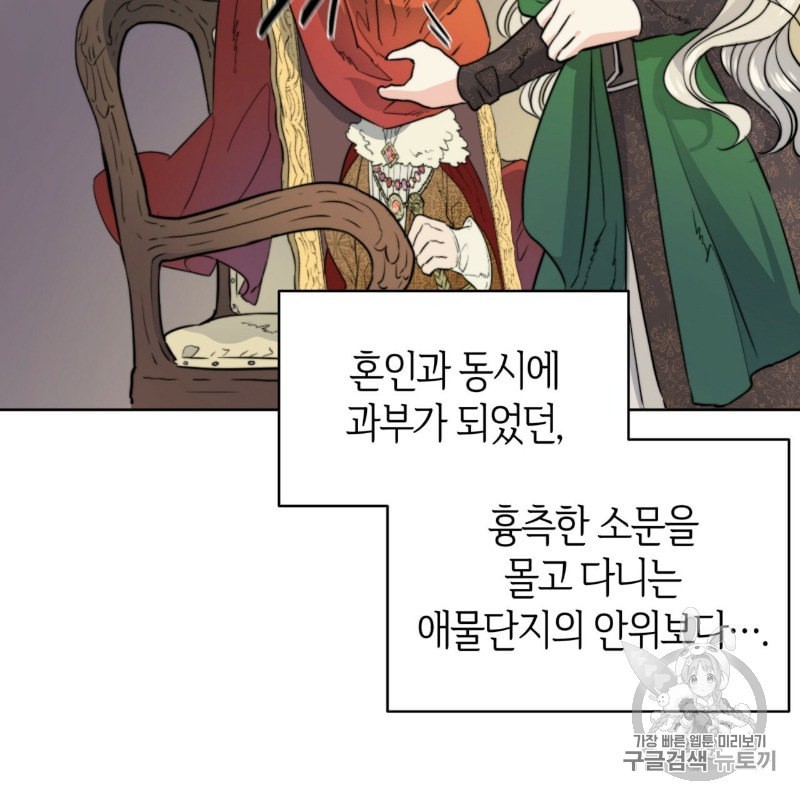 혼인과 동시에
과부가 되었던,
흉측한 소문을
몰고 다니는
애물단지의 안위보다….
가장 빠른 웹툰 미리보기
구글검색 뉴토끼